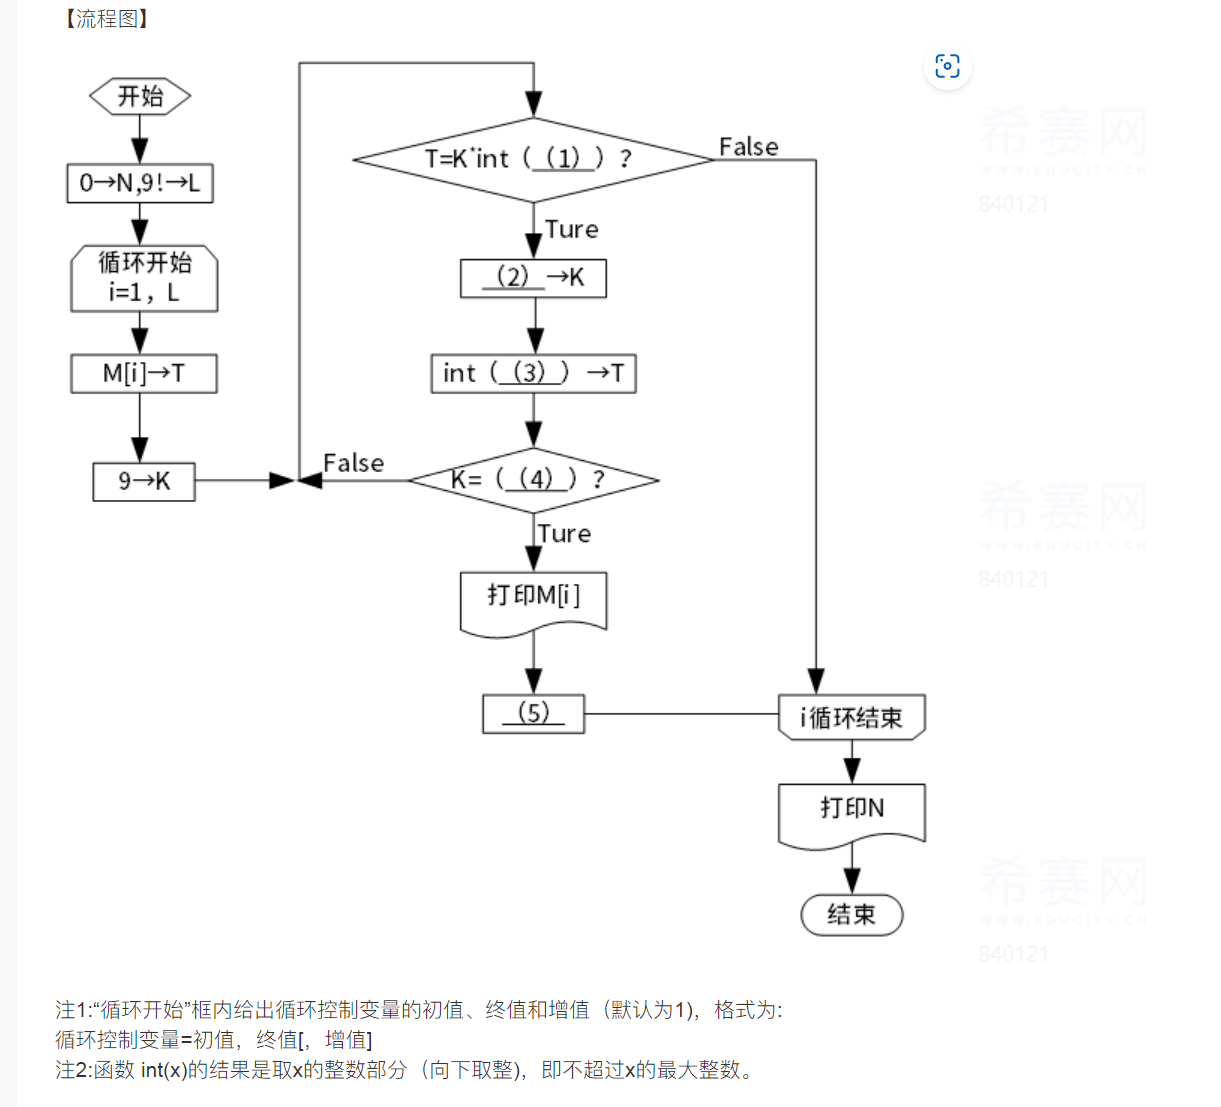 【流程图】
开始
0→N,9!→L
循环开始
i=1，L
M[i]→T
9→K
T=K*int（（1））？
False
Ture
（2）→K
int（（3））→T
False
K=（（4））？
Ture
打印M[i]
（5）
i循环结束
打印N
结束
希赛网
WWW.EDUCITY.CN
840121
希赛网
WWW.EDUCITY.CN
840121
希赛网
WWW.EDUCITY.CN
840121
注1:“循环开始”框内给出循环控制变量的初值、终值和增值（默认为1)，格式为:
循环控制变量=初值，终值[，增值]
注2:函数 int(x)的结果是取x的整数部分（向下取整)，即不超过x的最大整数。